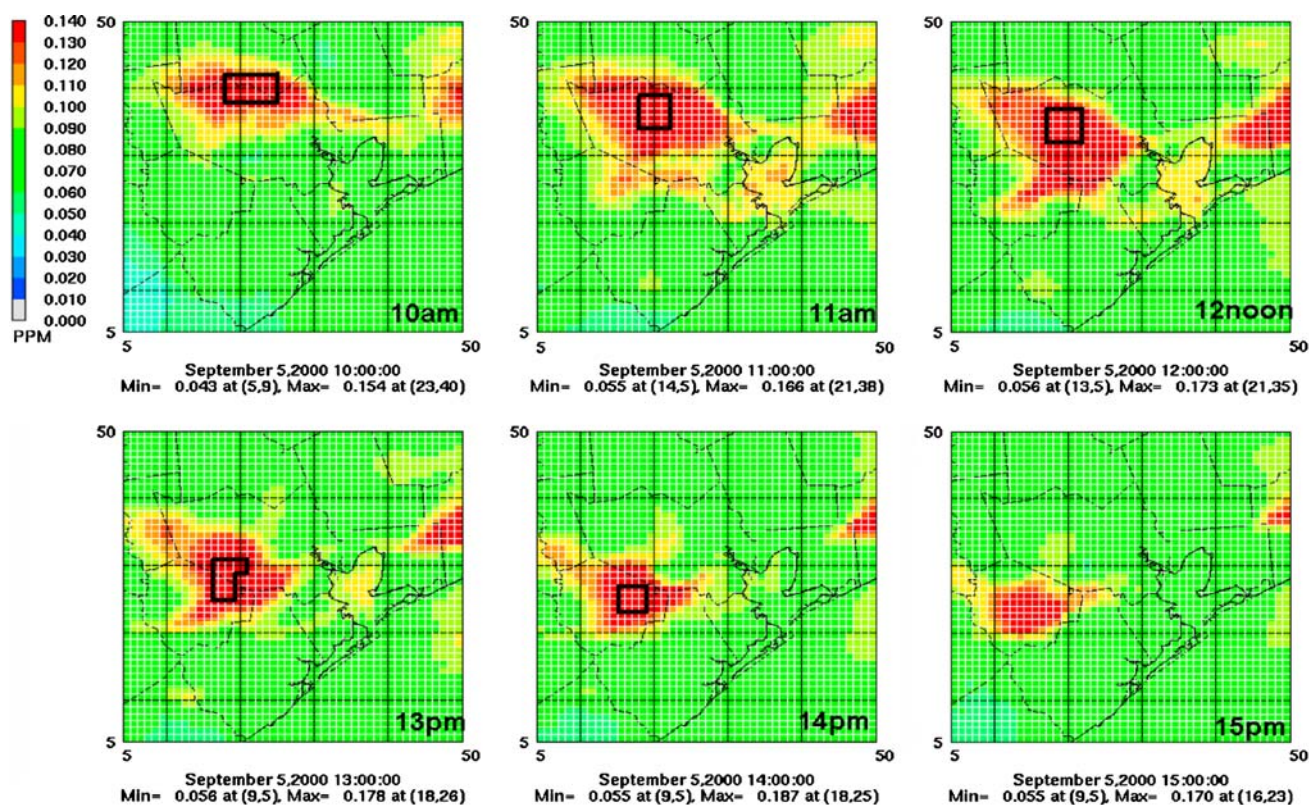 0.140
0.130
0.120
0.110
0.100
0.090
0.080
0.070
0.060
0.050
0.040
0.030
0.020
0.010
0.000
PPM
50
5
5
50
10am
September 5,2000 10:00:00
Min= 0.043 at (5,9), Max= 0.154 at (23,40)
50
5
5
50
11am
September 5,2000 11:00:00
Min= 0.055 at (14,5), Max= 0.166 at (21,38)
50
5
5
50
12noon
September 5,2000 12:00:00
Min= 0.056 at (13,5), Max= 0.173 at (21,35)
50
5
5
50
13pm
September 5,2000 13:00:00
Min= 0.056 at (9,5), Max= 0.178 at (18,26)
50
5
5
50
14pm
September 5,2000 14:00:00
Min= 0.055 at (9,5), Max= 0.187 at (18,25)
50
5
5
50
15pm
September 5,2000 15:00:00
Min= 0.055 at (9,5), Max= 0.170 at (16,23)